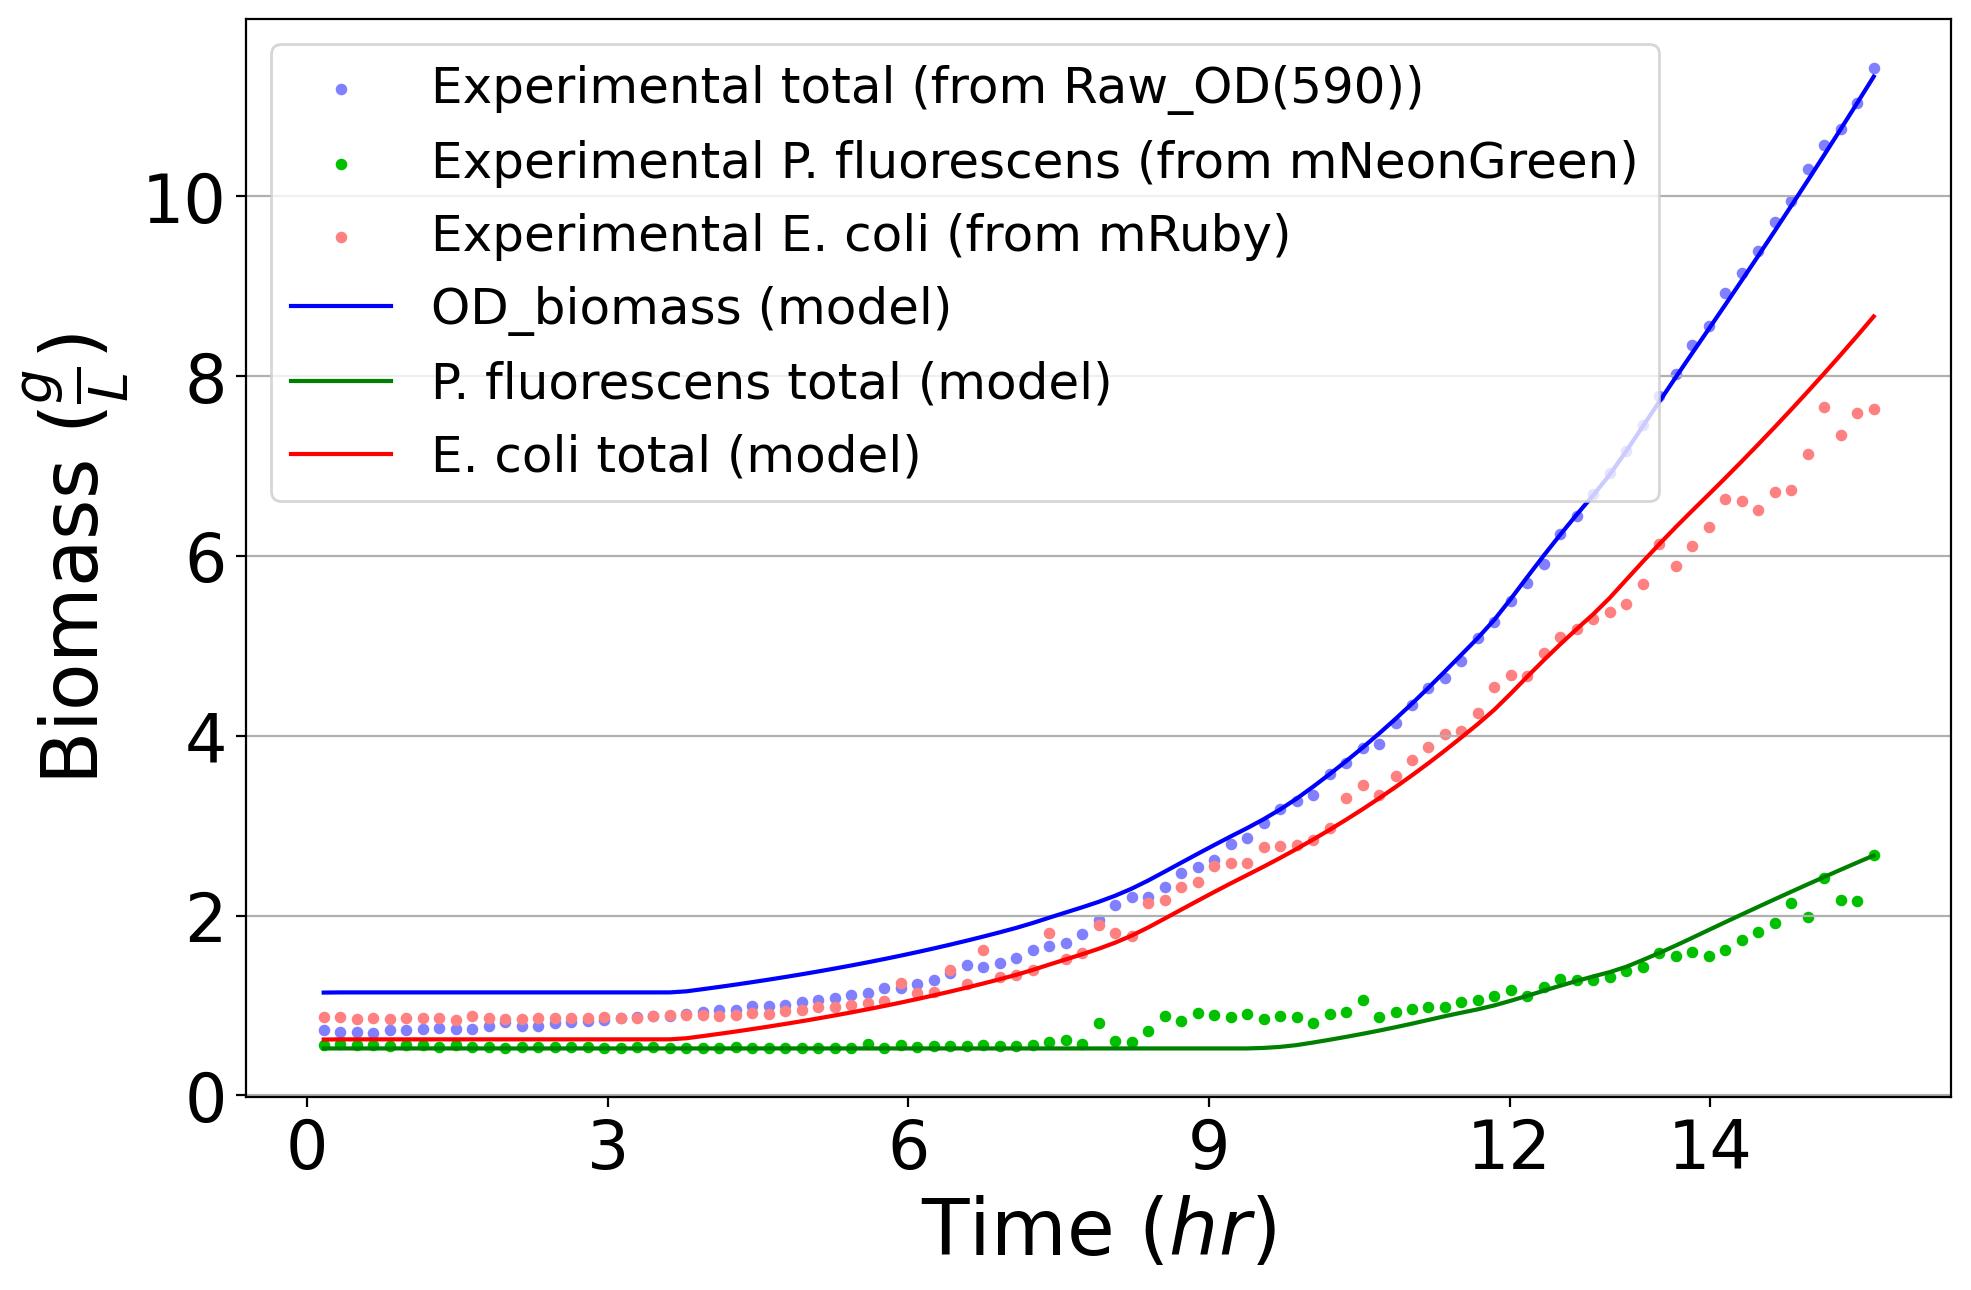 Experimental total (from Raw_OD(590))
Experimental P. fluorescens (from mNeonGreen)
Experimental E. coli (from mRuby)
OD_biomass (model)
P. fluorescens total (model)
E. coli total (model)
Biomass (g/L)
10
8
6
4
2
0
0 3 6 9 12 14
Time (hr)